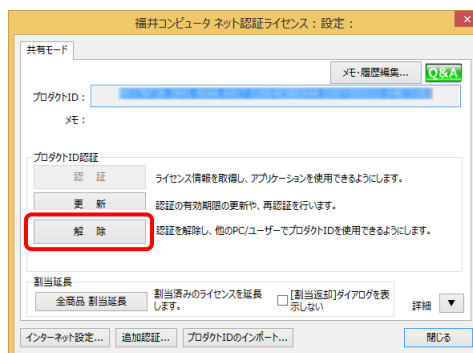 福井コンピュータ ネット認証ライセンス : 設定 :
共有モード
メモ・履歴編集... Q&A
プロダクトID :
メモ :
プロダクトID認証
認 証 ライセンス情報を取得し、アプリケーションを使用できるようにします。
更 新 認証の有効期限の更新や、再認証を行います。
解 除 認証を解除し、他のPC/ユーザーでプロダクトIDを使用できるようにします。
割当延長
全商品 割当延長 割当済みのライセンスを延長 [割当返却]ダイアログを表
します。 示しない 詳細 ▼
インターネット設定... 追加認証... プロダクトIDのインポート... 閉じる